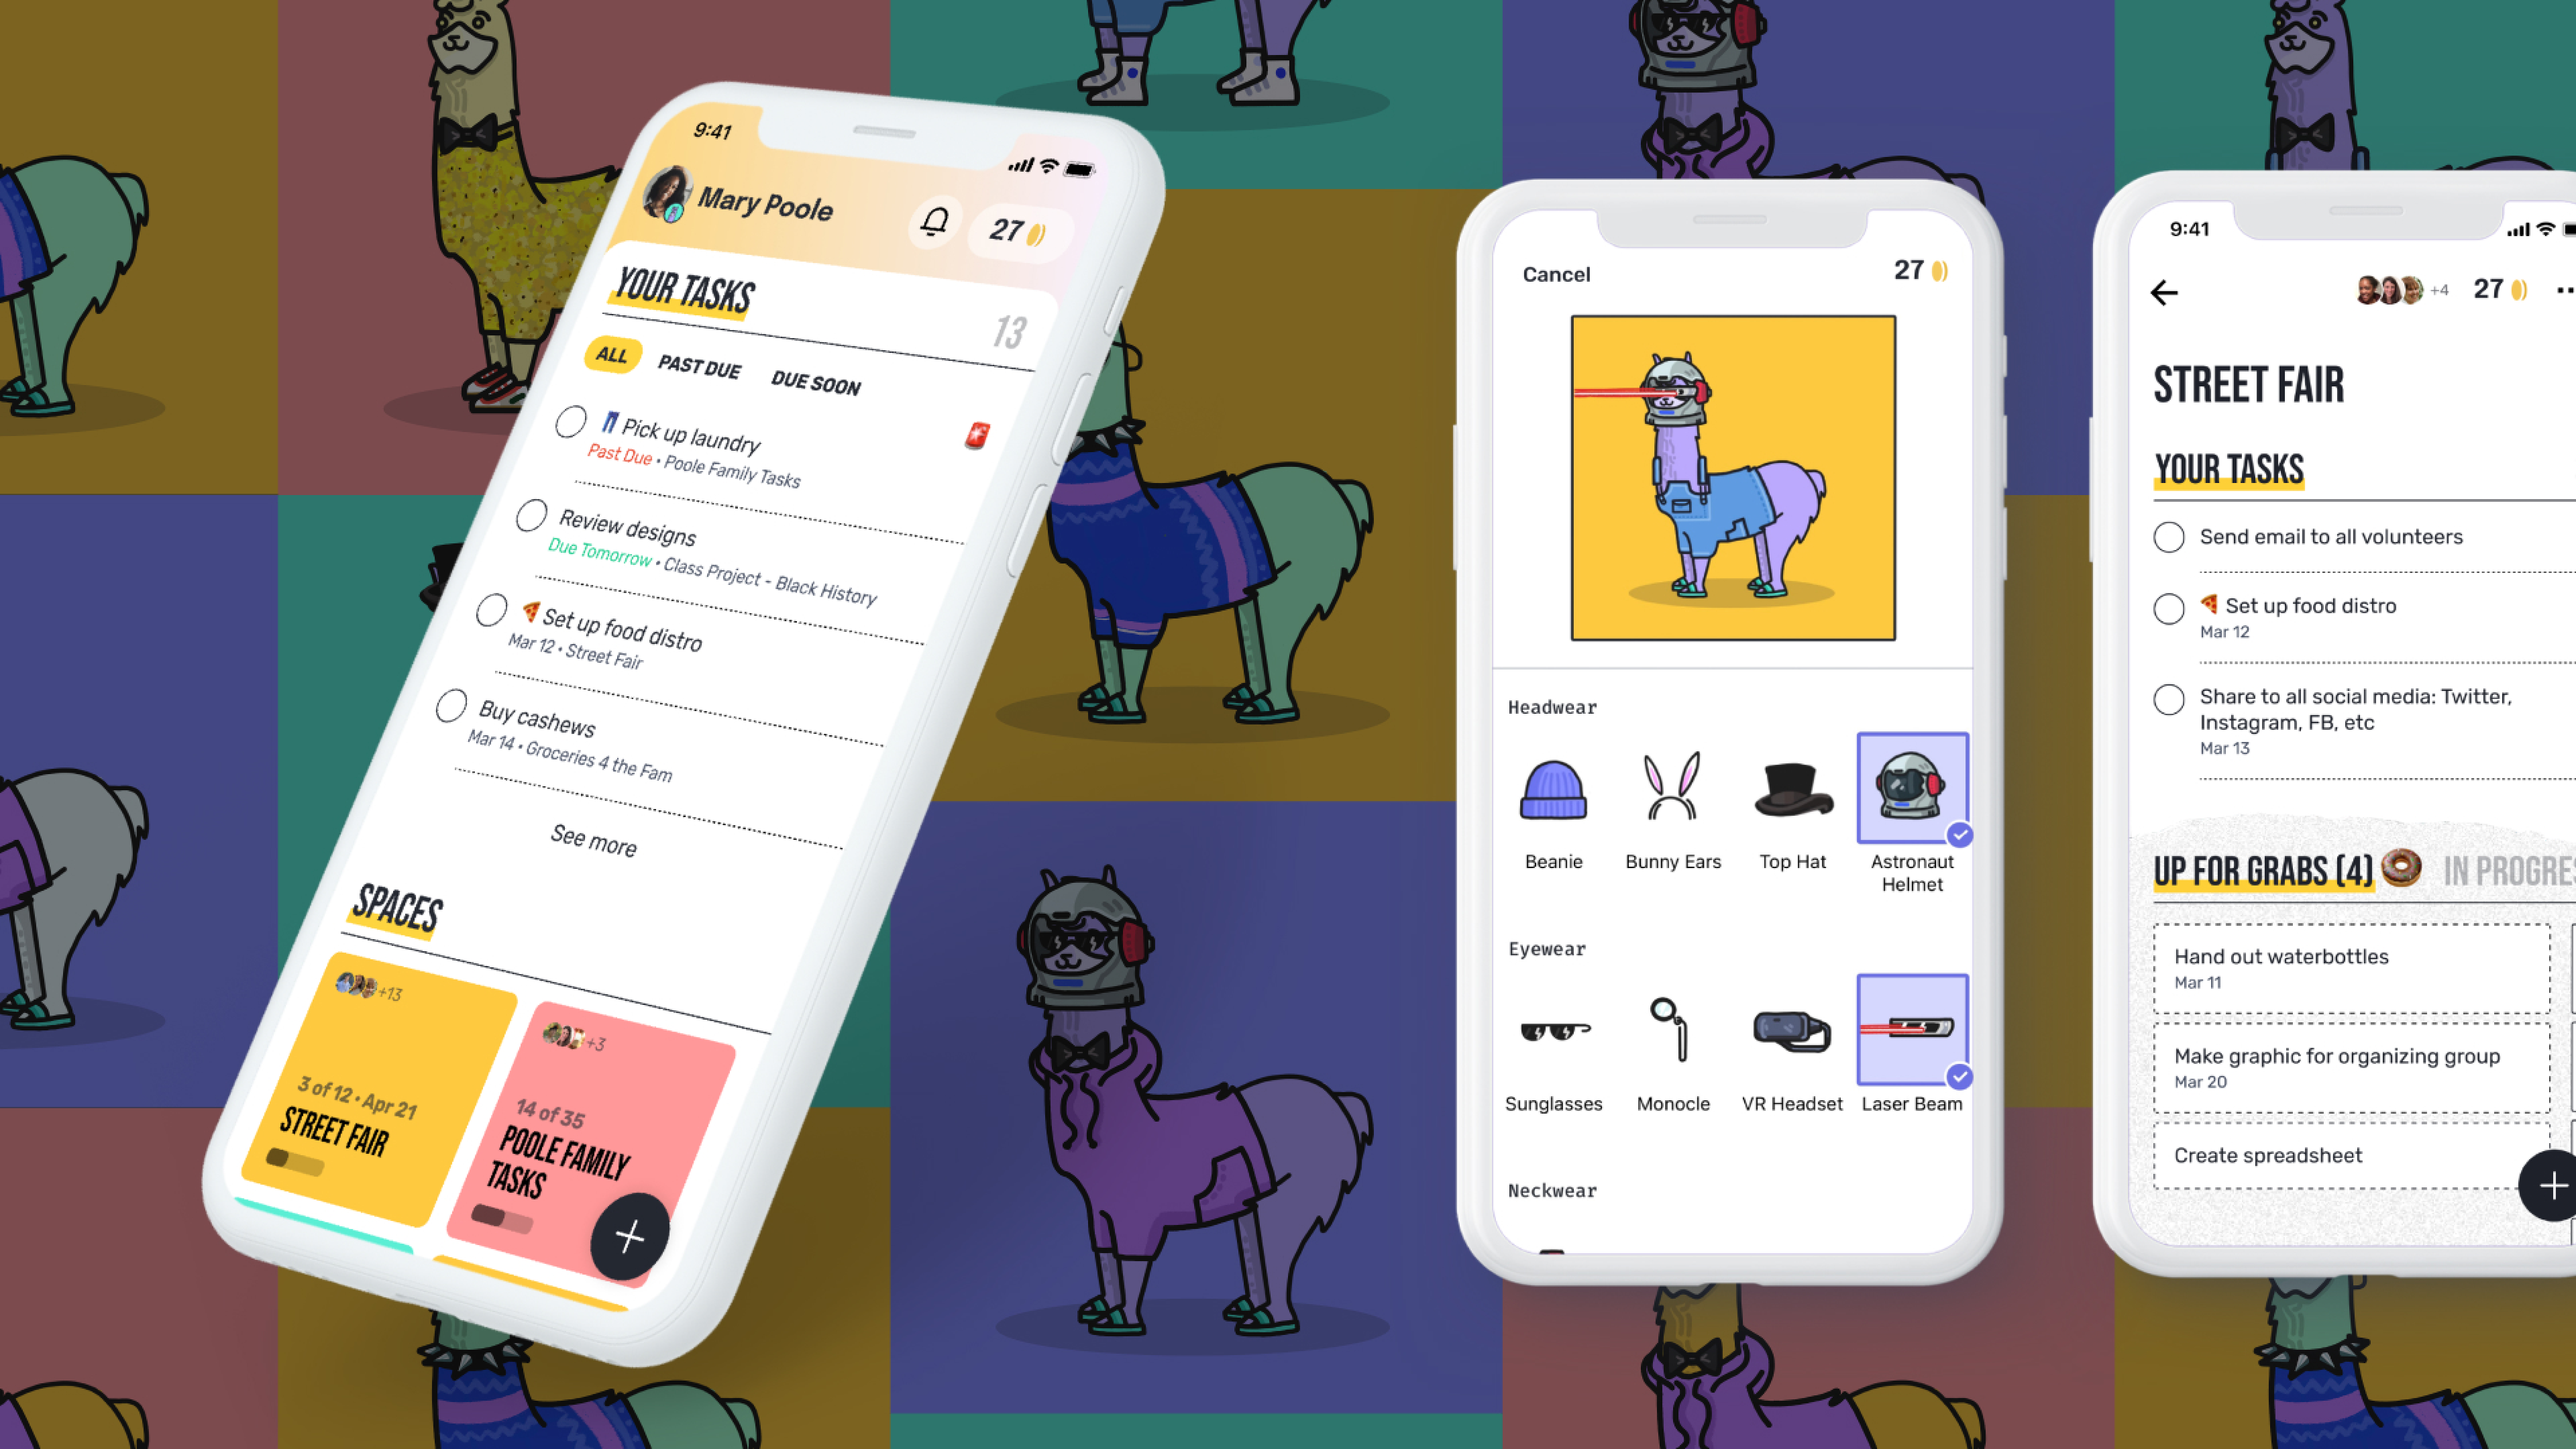 9:41
Mary Poole
27
YOUR TASKS
13
ALL PAST DUE DUE SOON
Pick up laundry
Past Due • Poole Family Tasks
Review designs
Due Tomorrow • Class Project - Black History
Set up food distro
Mar 12 • Street Fair
Buy cashews
Mar 14 • Groceries 4 the Fam
See more
SPACES
+13
3 of 12 • Apr 21
STREET FAIR
+3
14 of 35
POOLE FAMILY
TASKS
Cancel
27
Headwear
Beanie
Bunny Ears
Top Hat
Astronaut
Helmet
Eyewear
Sunglasses
Monocle
VR Headset
Laser Beam
Neckwear
9:41
+4
27
STREET FAIR
YOUR TASKS
Send email to all volunteers
Set up food distro
Mar 12
Share to all social media: Twitter,
Instagram, FB, etc
Mar 13
UP FOR GRABS (4) IN PROGRES
Hand out waterbottles
Mar 11
Make graphic for organizing group
Mar 20
Create spreadsheet